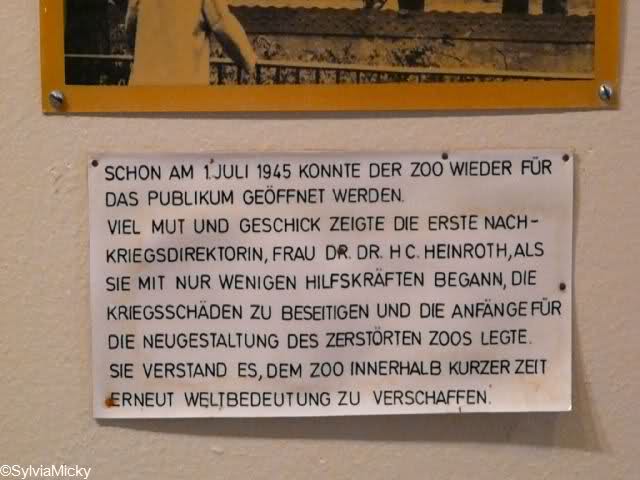 SCHON AM 1. JULI 1945 KONNTE DER ZOO WIEDER FÜR
DAS PUBLIKUM GEÖFFNET WERDEN.
VIEL MUT UND GESCHICK ZEIGTE DIE ERSTE NACH-
KRIEGSDIREKTORIN, FRAU DR. DR. H C. HEINROTH, ALS
SIE MIT NUR WENIGEN HILFSKRÄFTEN BEGANN, DIE
KRIEGSSCHÄDEN ZU BESEITIGEN UND DIE ANFÄNGE FÜR
DIE NEUGESTALTUNG DES ZERSTÖRTEN ZOOS LEGTE.
SIE VERSTAND ES, DEM ZOO INNERHALB KURZER ZEIT
ERNEUT WELTBEDEUTUNG ZU VERSCHAFFEN.
©SylviaMicky